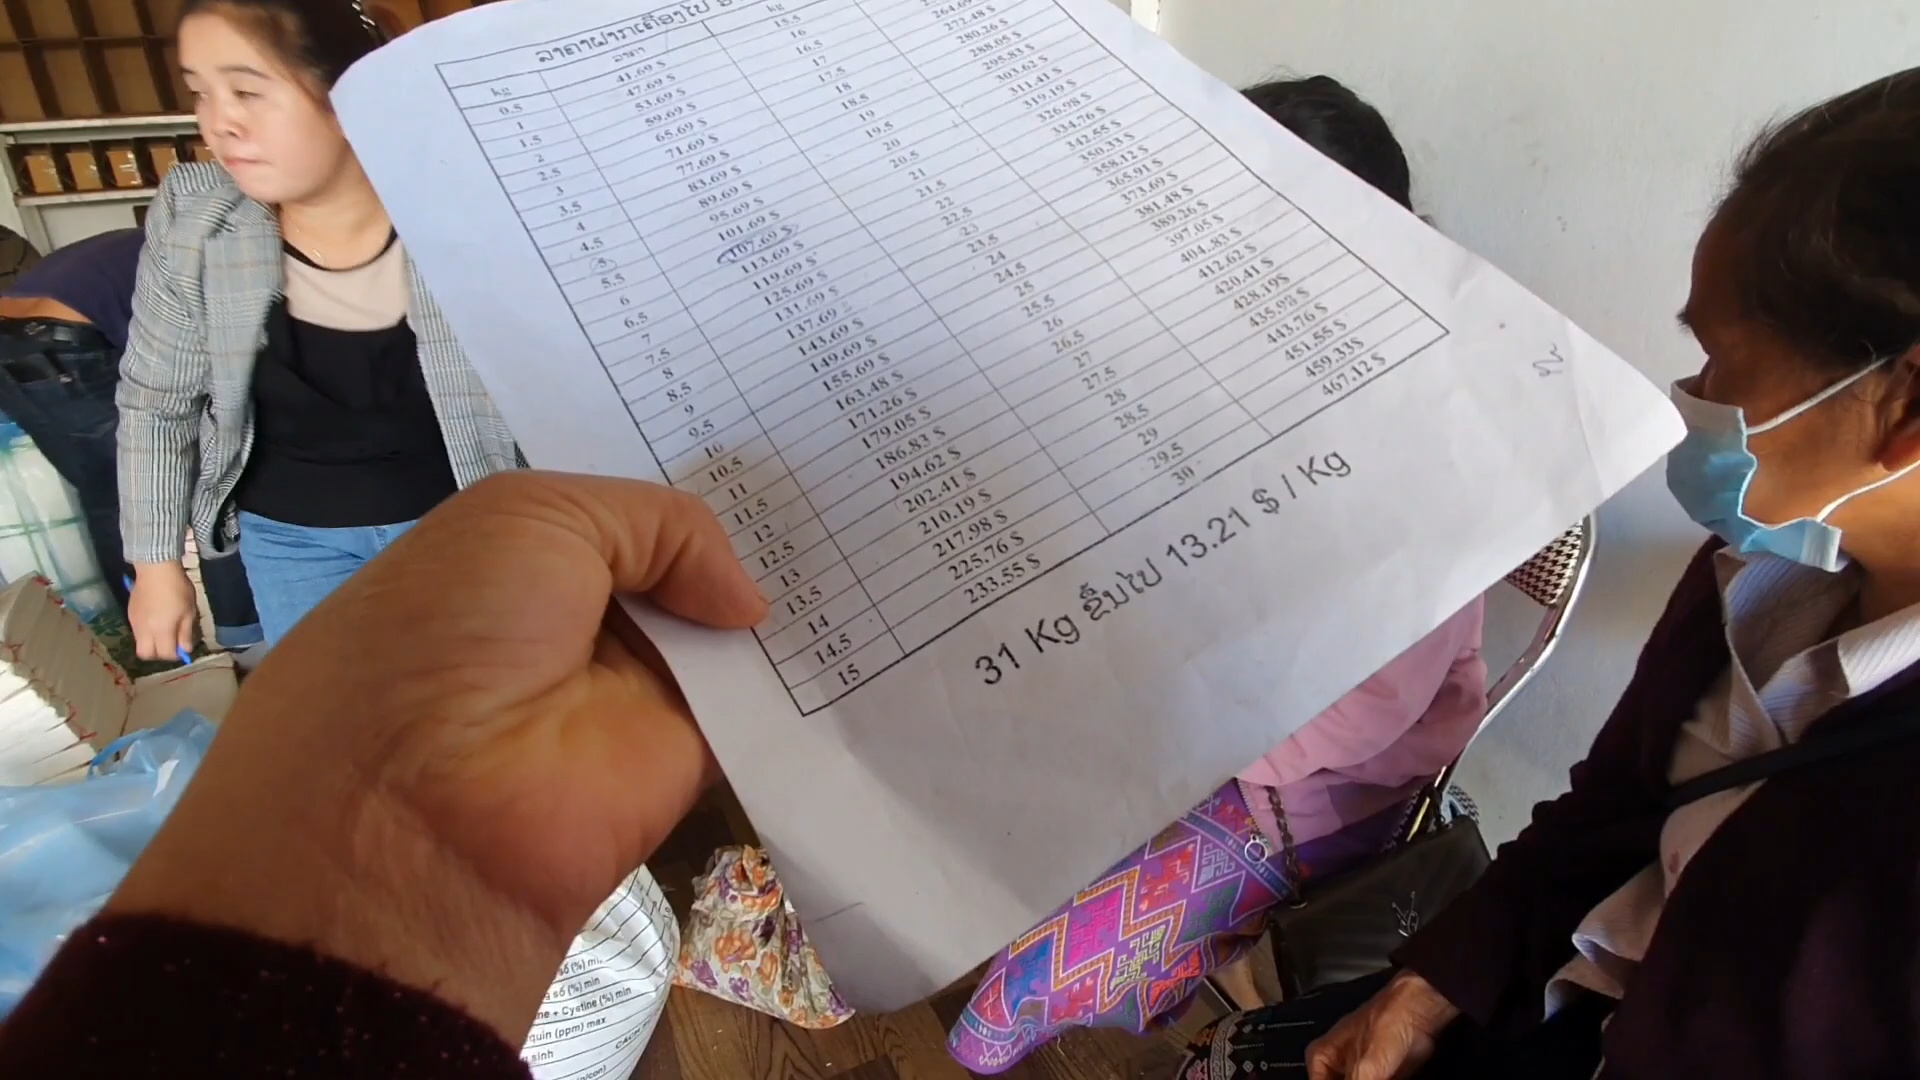 ລາຄາຝາກເຄື່ອງໄປ
kg ລາຄາ kg
0.5 41.69 $ 15.5
1 47.69 $ 16
1.5 53.69 $ 16.5
2 59.69 $ 17 264.69
2.5 65.69 $ 17.5 272.48 $
3 71.69 $ 18 280.26 $
3.5 77.69 $ 18.5 288.05 $
4 83.69 $ 19 295.83 $
4.5 89.69 $ 19.5 303.62 $
5 95.69 $ 20 311.41 $
5.5 101.69 $ 20.5 319.19 $
6 107.69 $ 21 326.98 $
6.5 113.69 $ 21.5 334.76 $
7 119.69 $ 22 342.55 $
7.5 125.69 $ 22.5 350.33 $
8 131.69 $ 23 358.12 $
8.5 137.69 $ 23.5 365.91 $
9 143.69 $ 24 373.69 $
9.5 149.69 $ 24.5 381.48 $
10 155.69 $ 25 389.26 $
10.5 163.48 $ 25.5 397.05 $
11 171.26 $ 26 404.83 $
11.5 179.05 $ 26.5 412.62 $
12 186.83 $ 27 420.41 $
12.5 194.62 $ 27.5 428.19$
13 202.41 $ 28 435.98 $
13.5 210.19 $ 28.5 443.76 $
14 217.98 $ 29 451.55 $
14.5 225.76 $ 29.5 459.33$
15 233.55 $ 30 467.12 $
31 Kg ຂຶ້ນໄປ 13.21 $ / Kg
số (%) min
ne + Cystine (%) min
quin (ppm) max
sinh